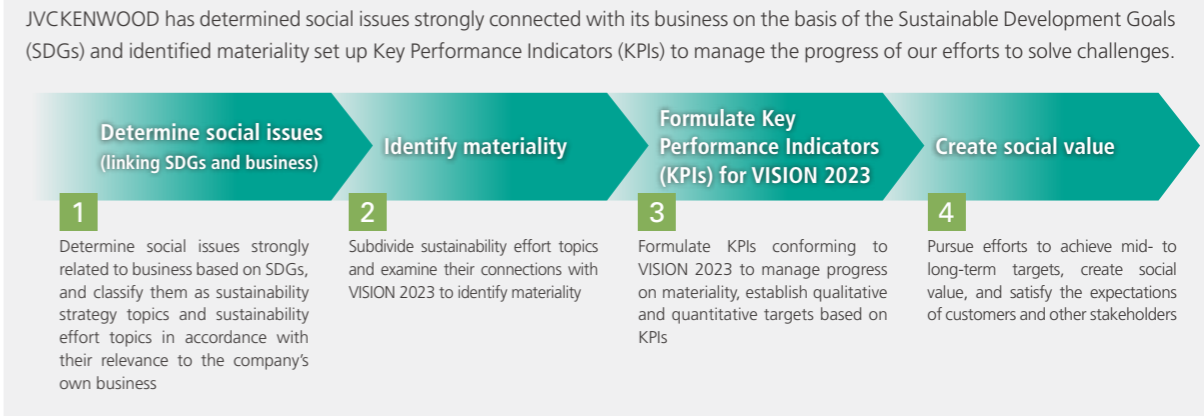 JVCKENWOOD has determined social issues strongly connected with its business on the basis of the Sustainable Development Goals
(SDGs) and identified materiality set up Key Performance Indicators (KPIs) to manage the progress of our efforts to solve challenges.
Determine social issues
(linking SDGs and business)
1
Determine social issues strongly
related to business based on SDGs,
and classify them as sustainability
strategy topics and sustainability
effort topics in accordance with
their relevance to the company's
own business
Identify materiality
2
Subdivide sustainability effort topics
and examine their connections with
VISION 2023 to identify materiality
Formulate Key
Performance Indicators
(KPIs) for VISION 2023
3
Formulate KPIs conforming to
VISION 2023 to manage progress
on materiality, establish qualitative
and quantitative targets based on
KPIs
Create social value
4
Pursue efforts to achieve mid- to
long-term targets, create social
value, and satisfy the expectations
of customers and other stakeholders